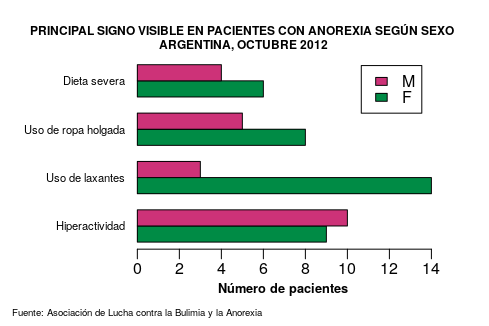 PRINCIPAL SIGNO VISIBLE EN PACIENTES CON ANOREXIA SEGÚN SEXO
ARGENTINA, OCTUBRE 2012
M
F
Dieta severa
Uso de ropa holgada
Uso de laxantes
Hiperactividad
0 2 4 6 8 10 12 14
Número de pacientes
Fuente: Asociación de Lucha contra la Bulimia y la Anorexia